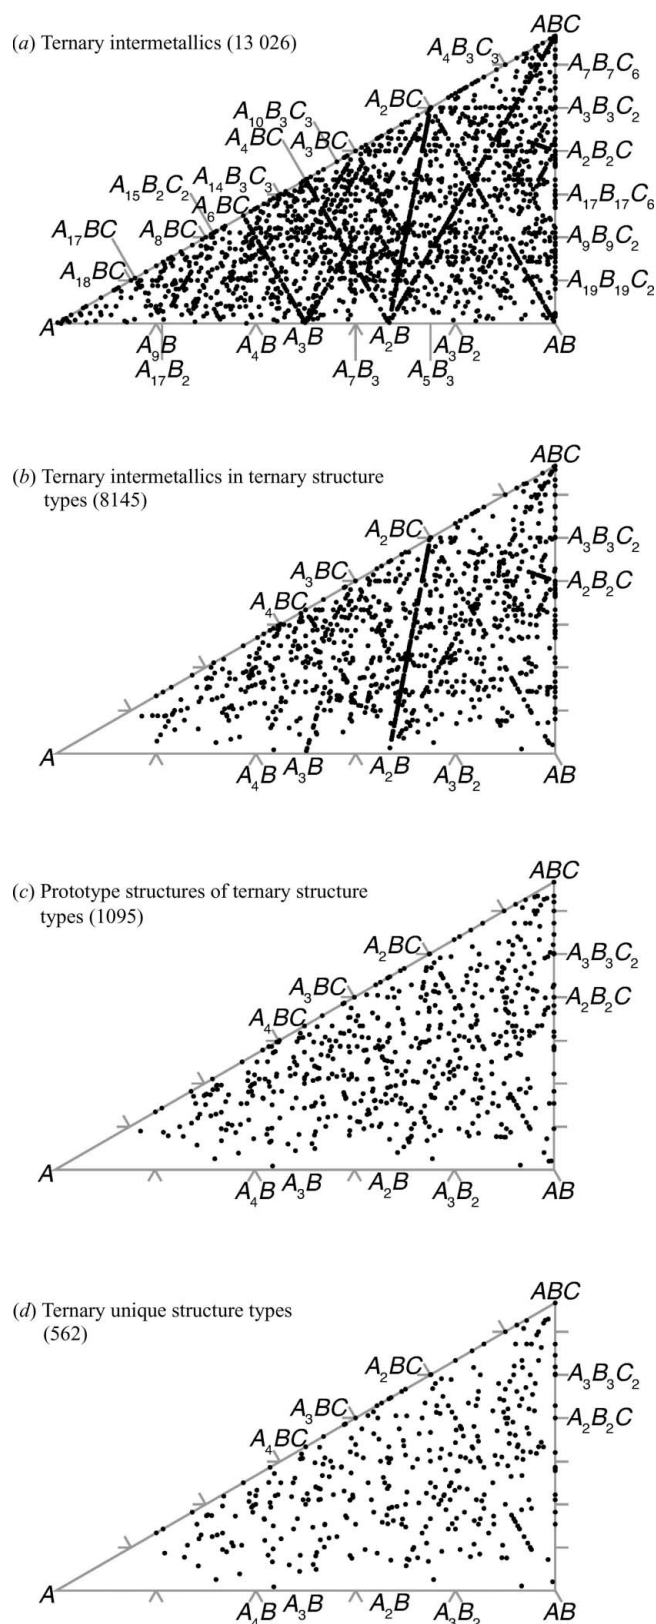 (a) Ternary intermetallics (13 026)
ABC
A₄B₃C₃
A₇B₇C₆
A₂BC
A₃B₃C₂
A₁₀B₃C₃
A₄BC
A₃BC
A₂B₂C
A₁₅B₂C₂
A₁₄B₃C₃
A₁₇B₁₇C₆
A₆BC
A₁₇BC
A₈BC
A₉B₉C₂
A₁₈BC
A₁₉B₁₉C₂
A
A₉B
A₄B
A₃B
A₂B
A₃B₂
AB
A₁₇B₂
A₇B₃
A₅B₃
(b) Ternary intermetallics in ternary structure
types (8145)
ABC
A₂BC
A₃B₃C₂
A₃BC
A₂B₂C
A₄BC
A
A₄B
A₃B
A₂B
A₃B₂
AB
(c) Prototype structures of ternary structure
types (1095)
ABC
A₂BC
A₃B₃C₂
A₃BC
A₂B₂C
A₄BC
A
A₄B
A₃B
A₂B
A₃B₂
AB
(d) Ternary unique structure types
(562)
ABC
A₂BC
A₃B₃C₂
A₃BC
A₂B₂C
A₄BC
A
A₄B
A₃B
A₂B
A₃B₂
AB